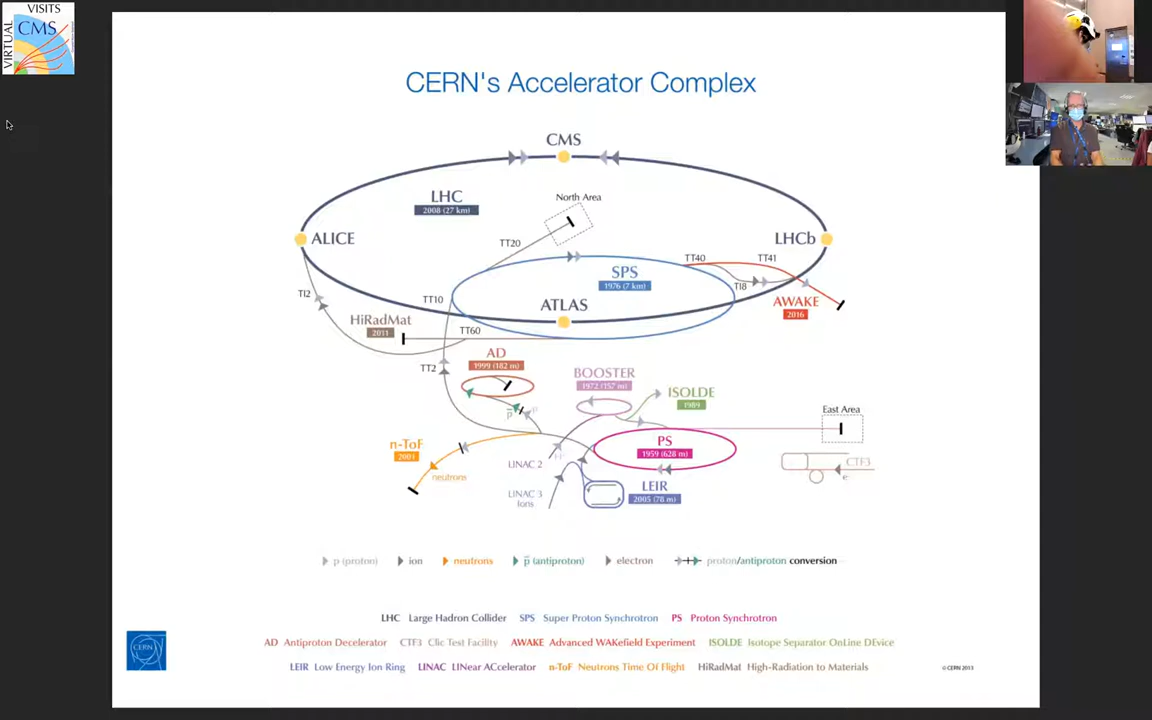 VISITS
VIRTUAL
CMS
CERN's Accelerator Complex
CMS
LHC
2008 (27 km)
North Area
ALICE
TT20
LHCb
SPS
1976 (7 km)
TT40
TT41
TI2
TT10
ATLAS
TI8
AWAKE
2016
HiRadMat
2011
TT60
AD
1999 (182 m)
TT2
BOOSTER
1972 (157 m)
ISOLDE
1989
p
p̅
East Area
n-ToF
2001
PS
1959 (628 m)
LINAC 2
neutrons
CTF3
e
LEIR
2005 (78 m)
LINAC 3
Ions
p (proton)
ion
neutrons
p̅ (antiproton)
electron
proton/antiproton conversion
LHC Large Hadron Collider SPS Super Proton Synchrotron PS Proton Synchrotron
AD Antiproton Decelerator CTF3 Clic Test Facility AWAKE Advanced WAKefield Experiment ISOLDE Isotope Separator OnLine DEvice
LEIR Low Energy Ion Ring LINAC LINear ACcelerator n-ToF Neutrons Time Of Flight HiRadMat High-Radiation to Materials
CERN
© CERN 2013